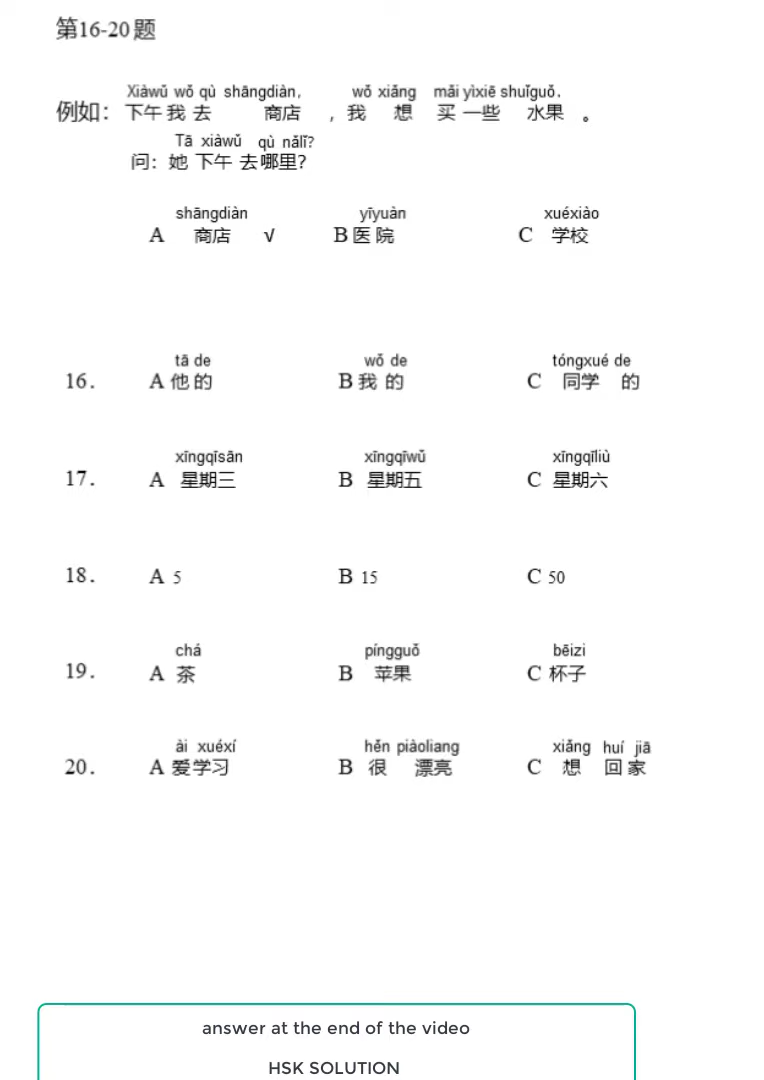 第16-20题
Xiàwǔ wǒ qù shāngdiàn, wǒ xiǎng mǎi yìxiē shuǐguǒ.
例如: 下午我去 商店 , 我 想 买一些 水果 。
Tā xiàwǔ qù nǎlǐ?
问: 她 下午 去哪里?
shāngdiàn yīyuàn xuéxiào
A 商店 √ B 医院 C 学校
tā de wǒ de tóngxué de
16. A 他的 B 我的 C 同学 的
xīngqīsān xīngqīwǔ xīngqīliù
17. A 星期三 B 星期五 C 星期六
18. A 5 B 15 C 50
chá píngguǒ bēizi
19. A 茶 B 苹果 C 杯子
ài xuéxí hěn piàoliang xiǎng huí jiā
20. A 爱学习 B 很 漂亮 C 想 回家
answer at the end of the video
HSK SOLUTION